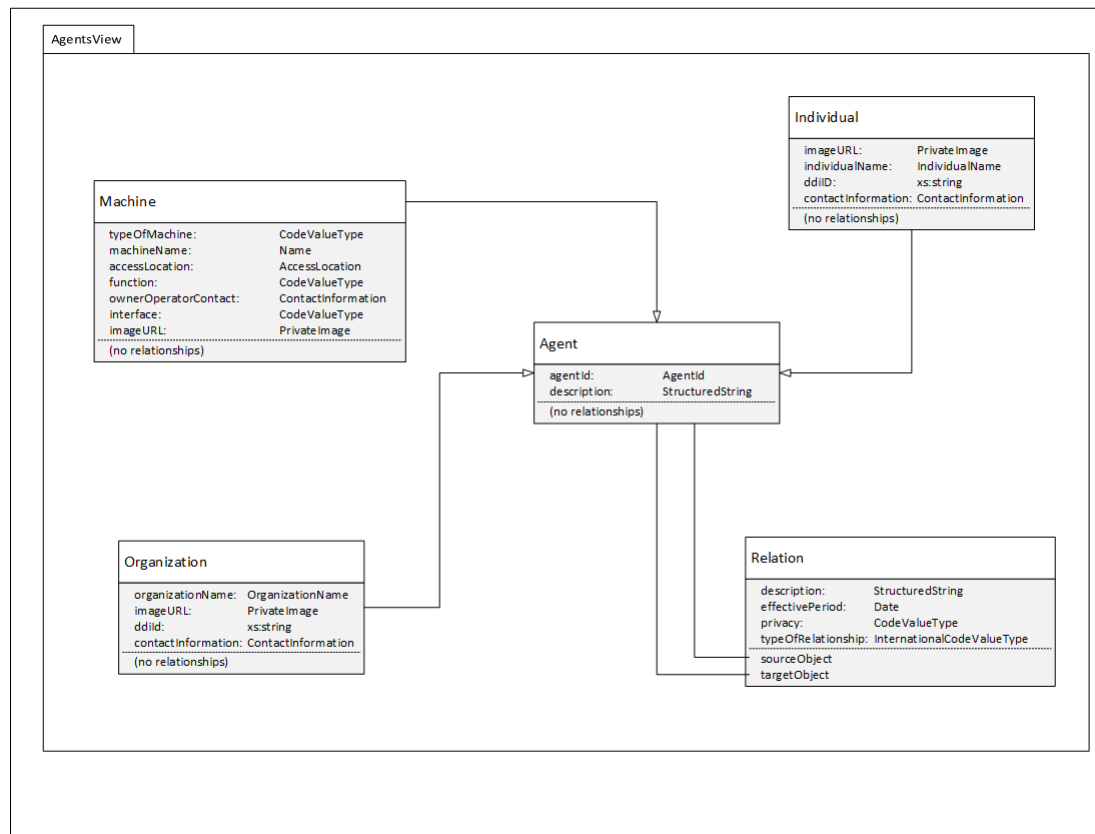 AgentsView
Individual
imageURL: PrivateImage
individualName: IndividualName
ddiID: xs:string
contactInformation: ContactInformation
(no relationships)
Machine
typeOfMachine: CodeValueType
machineName: Name
accessLocation: AccessLocation
function: CodeValueType
ownerOperatorContact: ContactInformation
interface: CodeValueType
imageURL: PrivateImage
(no relationships)
Agent
agentId: AgentId
description: StructuredString
(no relationships)
Organization
organizationName: OrganizationName
imageURL: PrivateImage
ddiId: xs:string
contactInformation: ContactInformation
(no relationships)
Relation
description: StructuredString
effectivePeriod: Date
privacy: CodeValueType
typeOfRelationship: InternationalCodeValueType
sourceObject
targetObject